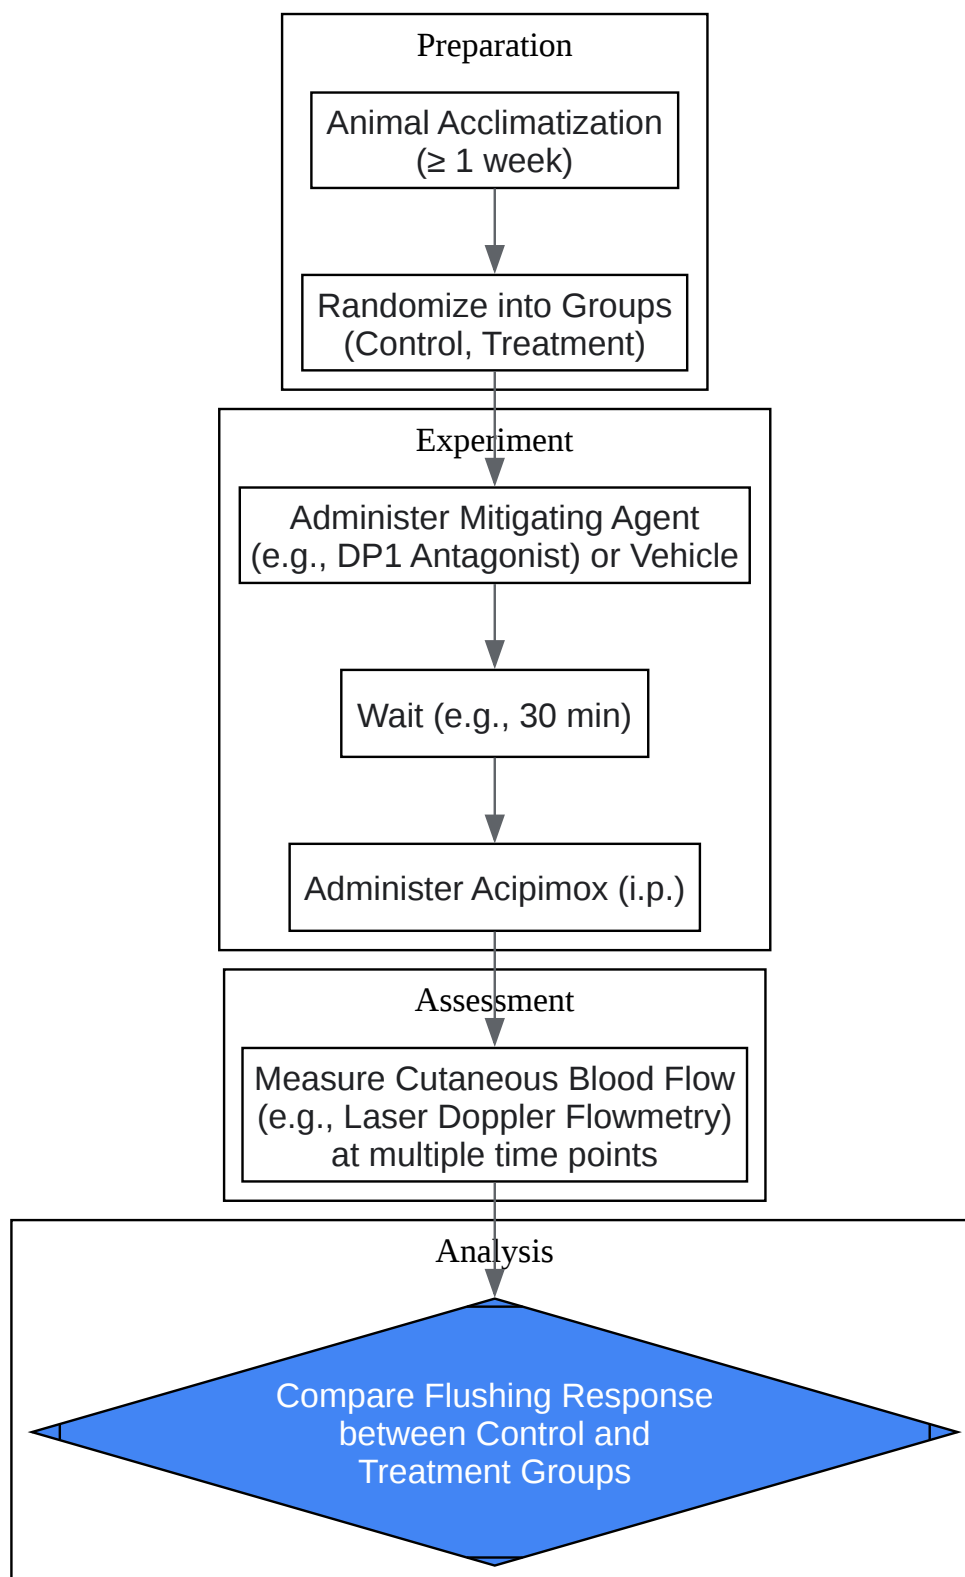 Preparation
Animal Acclimatization
(≥ 1 week)
Randomize into Groups
(Control, Treatment)
Experiment
Administer Mitigating Agent
(e.g., DP1 Antagonist) or Vehicle
Wait (e.g., 30 min)
Administer Acipimox (i.p.)
Assessment
Measure Cutaneous Blood Flow
(e.g., Laser Doppler Flowmetry)
at multiple time points
Analysis
Compare Flushing Response
between Control and
Treatment Groups